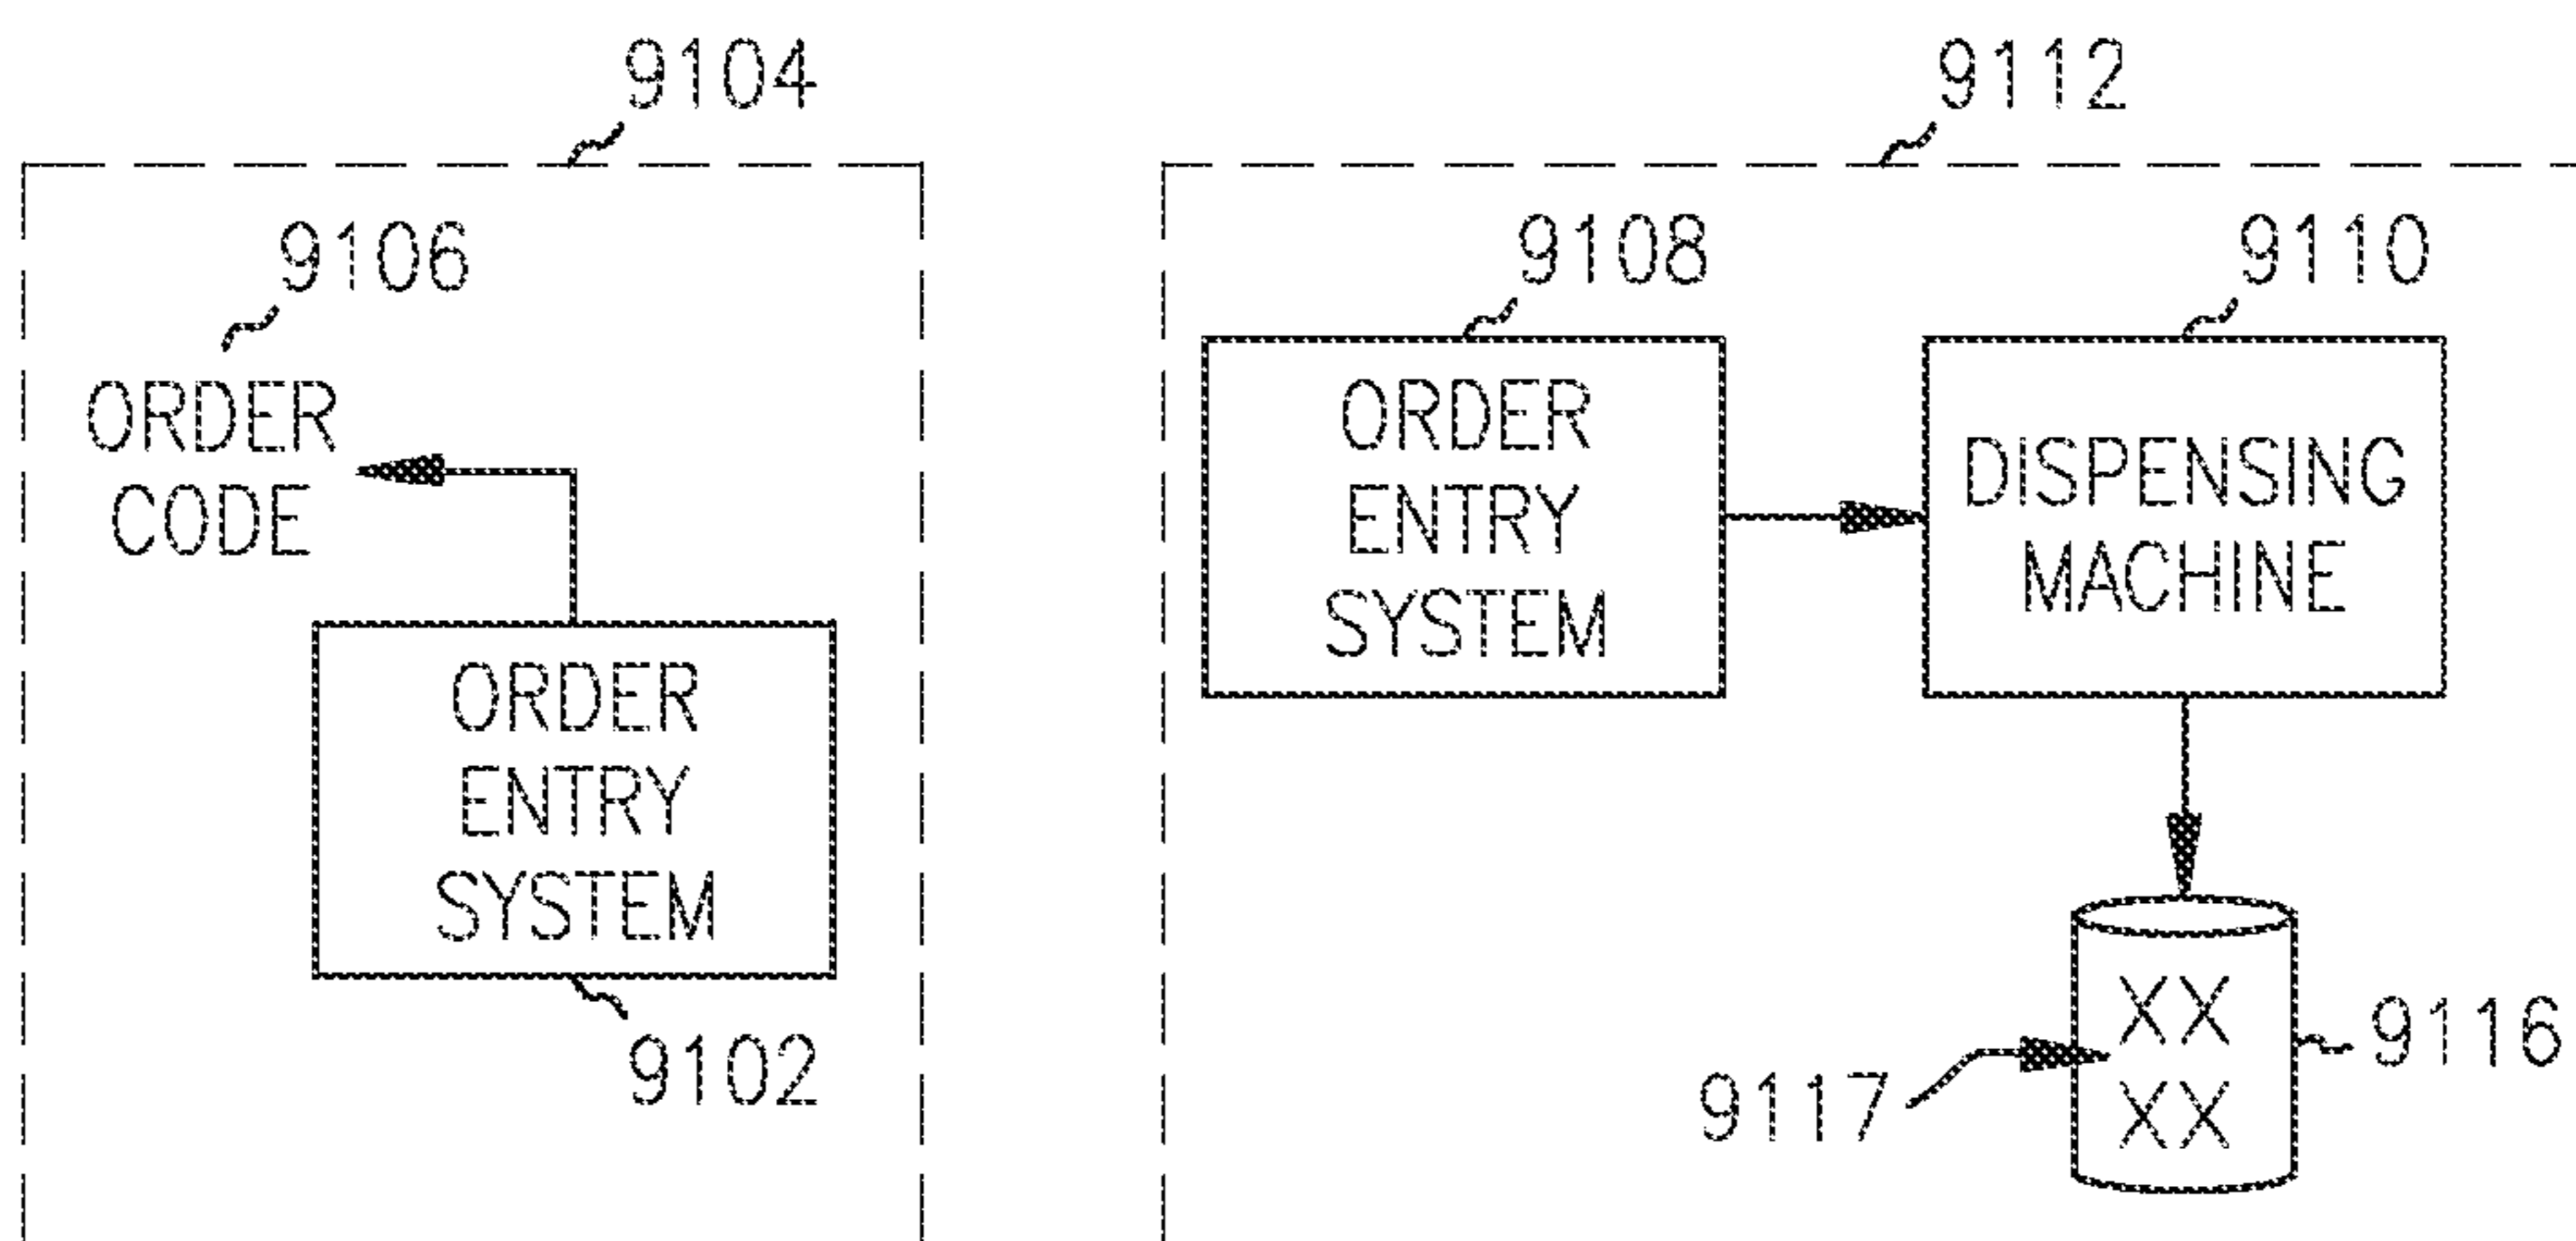 9104
9106
ORDER
CODE
ORDER
ENTRY
SYSTEM
9102
9112
9108
ORDER
ENTRY
SYSTEM
9110
DISPENSING
MACHINE
XX
XX
9116
9117